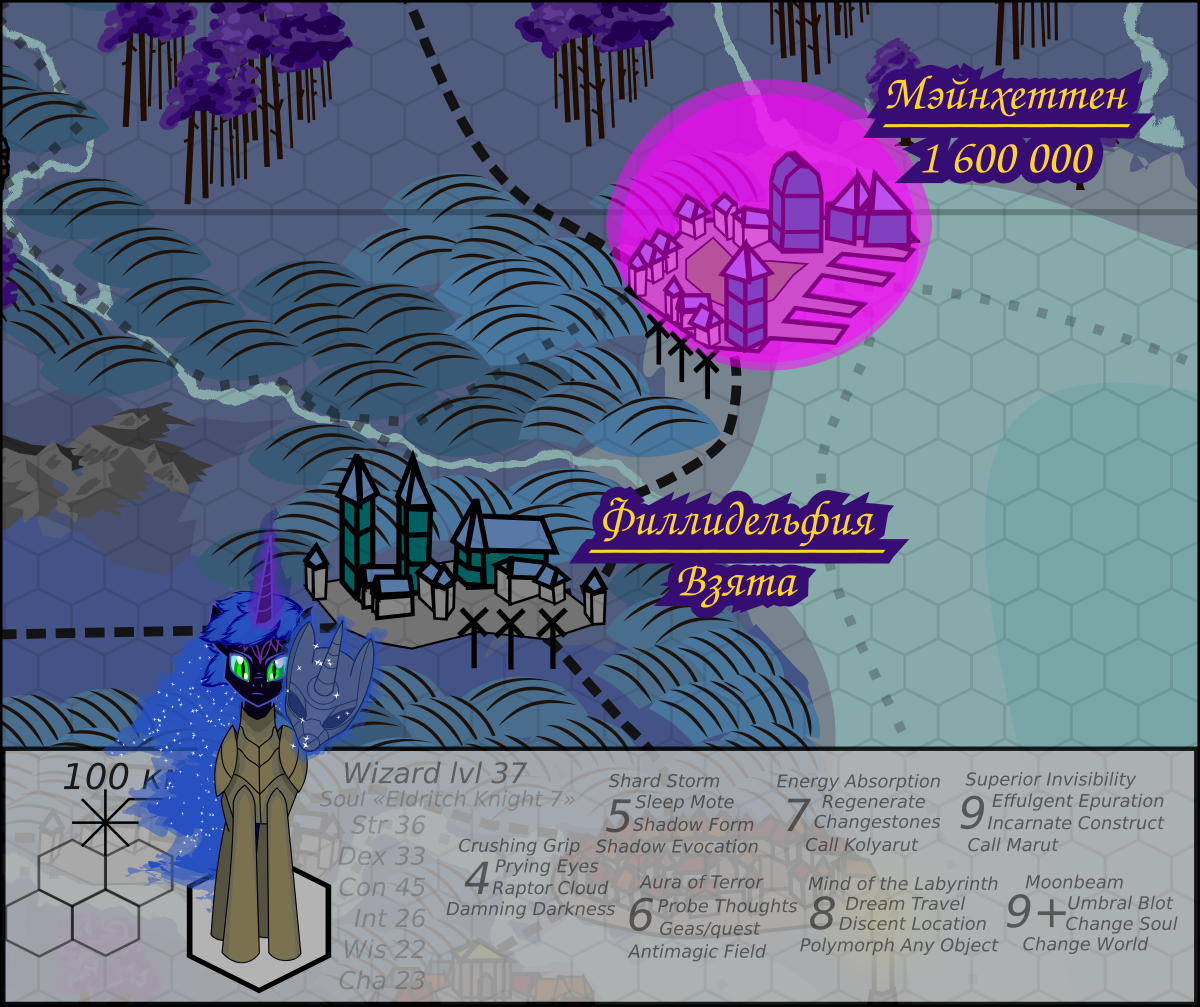 Мэйнхеттен
1 600 000
Филлидельфия
Взята
100 к
Wizard lvl 37
Soul «Eldritch Knight 7»
Str 36
Dex 33
Con 45
Int 26
Wis 22
Cha 23
Crushing Grip
4 Prying Eyes
Raptor Cloud
Damning Darkness
Shard Storm
5 Sleep Mote
Shadow Form
Shadow Evocation
Aura of Terror
6 Probe Thoughts
Geas/quest
Antimagic Field
Energy Absorption
7 Regenerate
Changestones
Call Kolyarut
Mind of the Labyrinth
8 Dream Travel
Discent Location
Polymorph Any Object
Superior Invisibility
9 Effulgent Epuration
Incarnate Construct
Call Marut
Moonbeam
9+ Umbral Blot
Change Soul
Change World